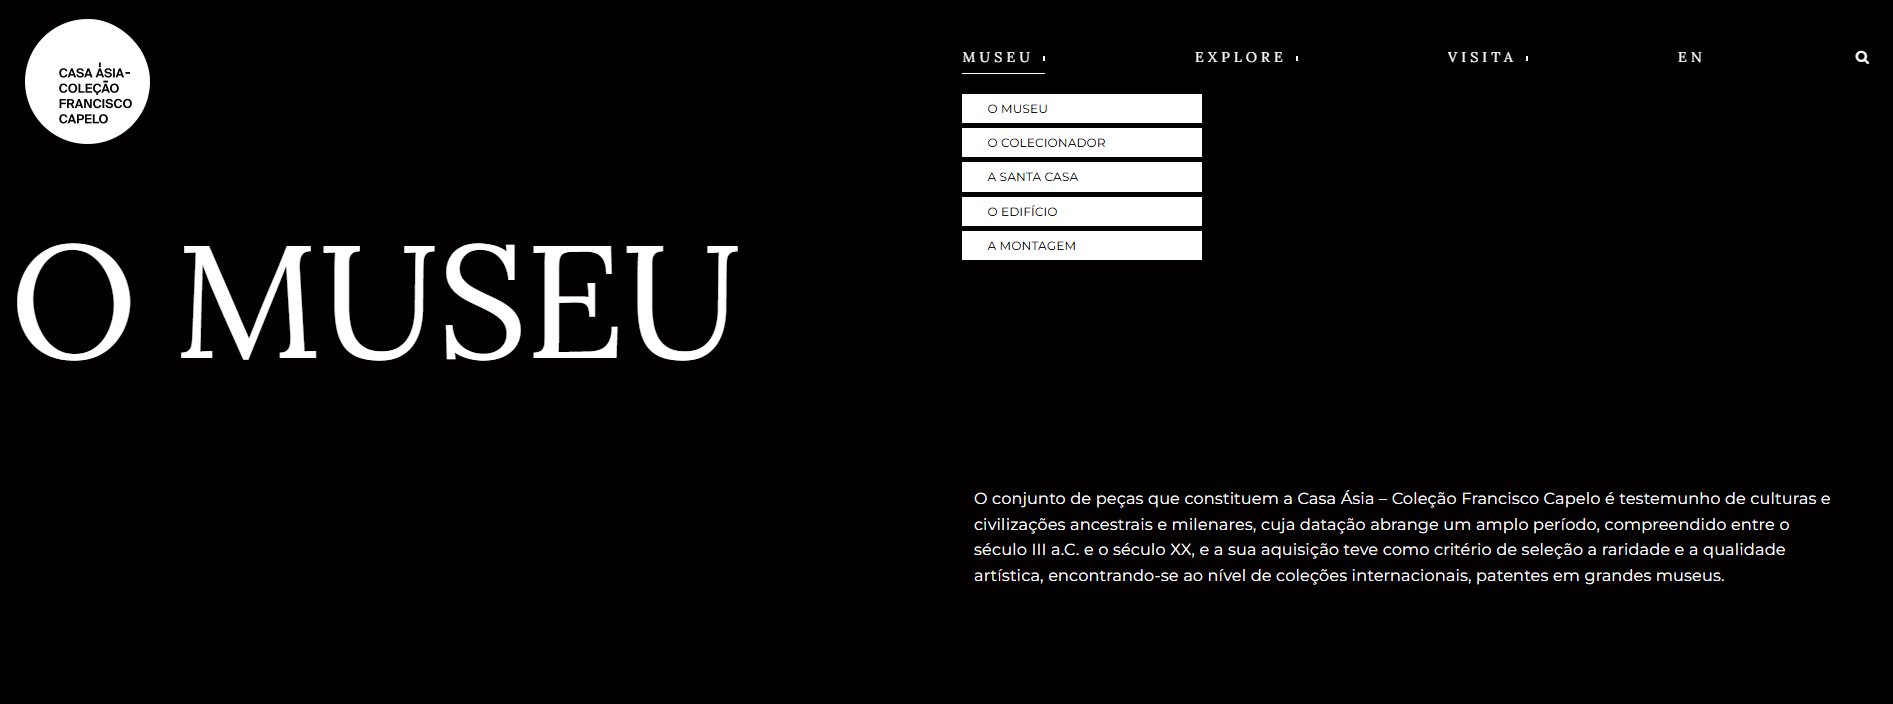 CASA ÁSIA-
COLEÇÃO
FRANCISCO
CAPELO
MUSEU
EXPLORE
VISITA
EN
O MUSEU
O COLECIONADOR
A SANTA CASA
O EDIFÍCIO
A MONTAGEM
O MUSEU
O conjunto de peças que constituem a Casa Ásia – Coleção Francisco Capelo é testemunho de culturas e
civilizações ancestrais e milenares, cuja datação abrange um amplo período, compreendido entre o
século III a.C. e o século XX, e a sua aquisição teve como critério de seleção a raridade e a qualidade
artística, encontrando-se ao nível de coleções internacionais, patentes em grandes museus.